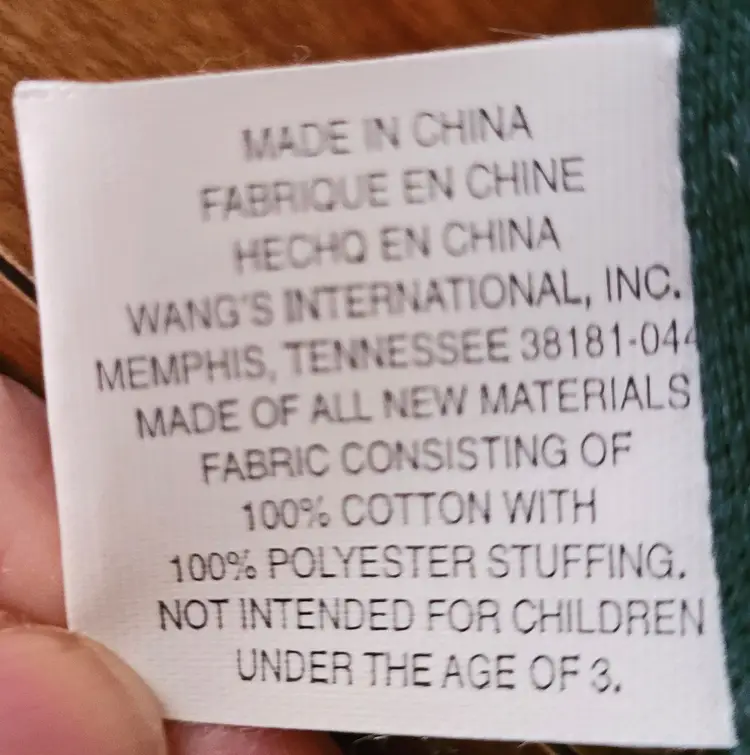 MADE IN CHINA
FABRIQUE EN CHINE
HECHO EN CHINA
WANG'S INTERNATIONAL, INC.
MEMPHIS, TENNESSEE 38181-044
MADE OF ALL NEW MATERIALS
FABRIC CONSISTING OF
100% COTTON WITH
100% POLYESTER STUFFING.
NOT INTENDED FOR CHILDREN
UNDER THE AGE OF 3.